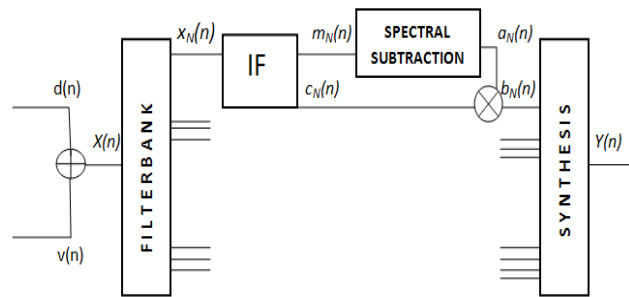 x_N(n)
m_N(n)
SPECTRAL
SUBTRACTION
a_N(n)
IF
d(n)
c_N(n)
b_N(n)
X(n)
FILTERBANK
SYNTHESIS
Y(n)
v(n)